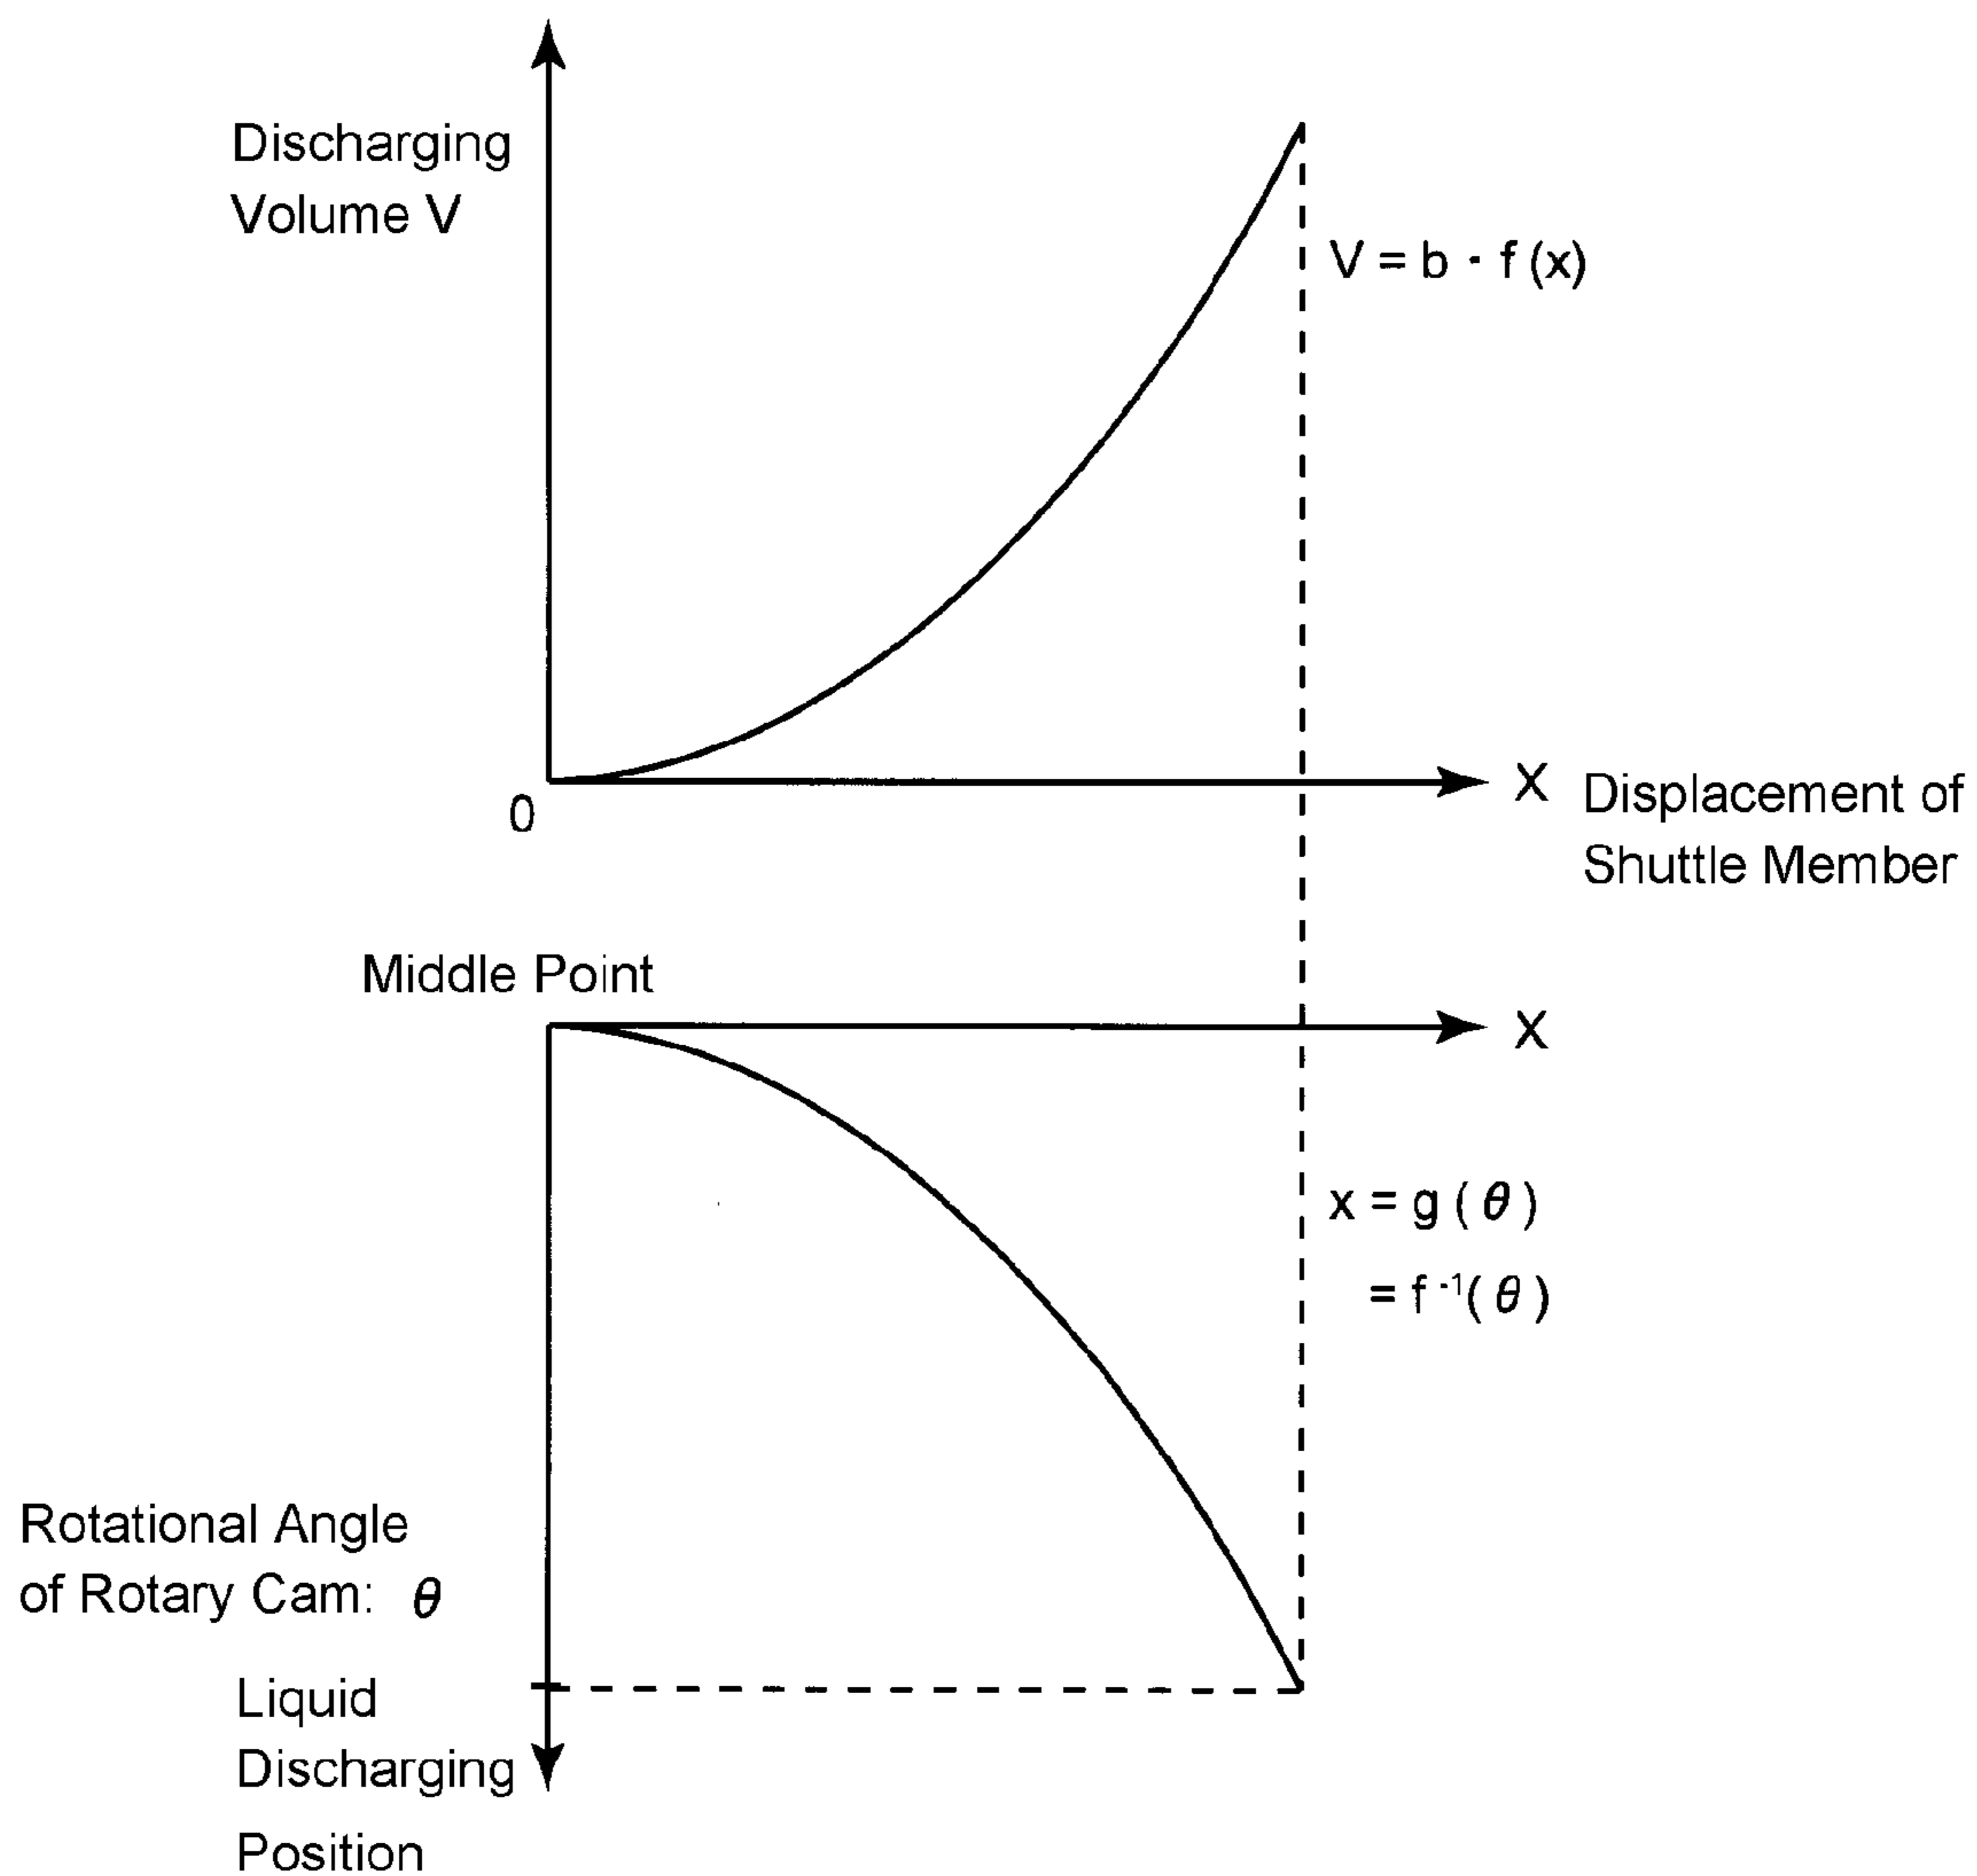 Discharging
Volume V
V = b · f (x)
0
X
Displacement of
Shuttle Member
Middle Point
X
x = g ( θ )
= f -1( θ )
Rotational Angle
of Rotary Cam: θ
Liquid
Discharging
Position